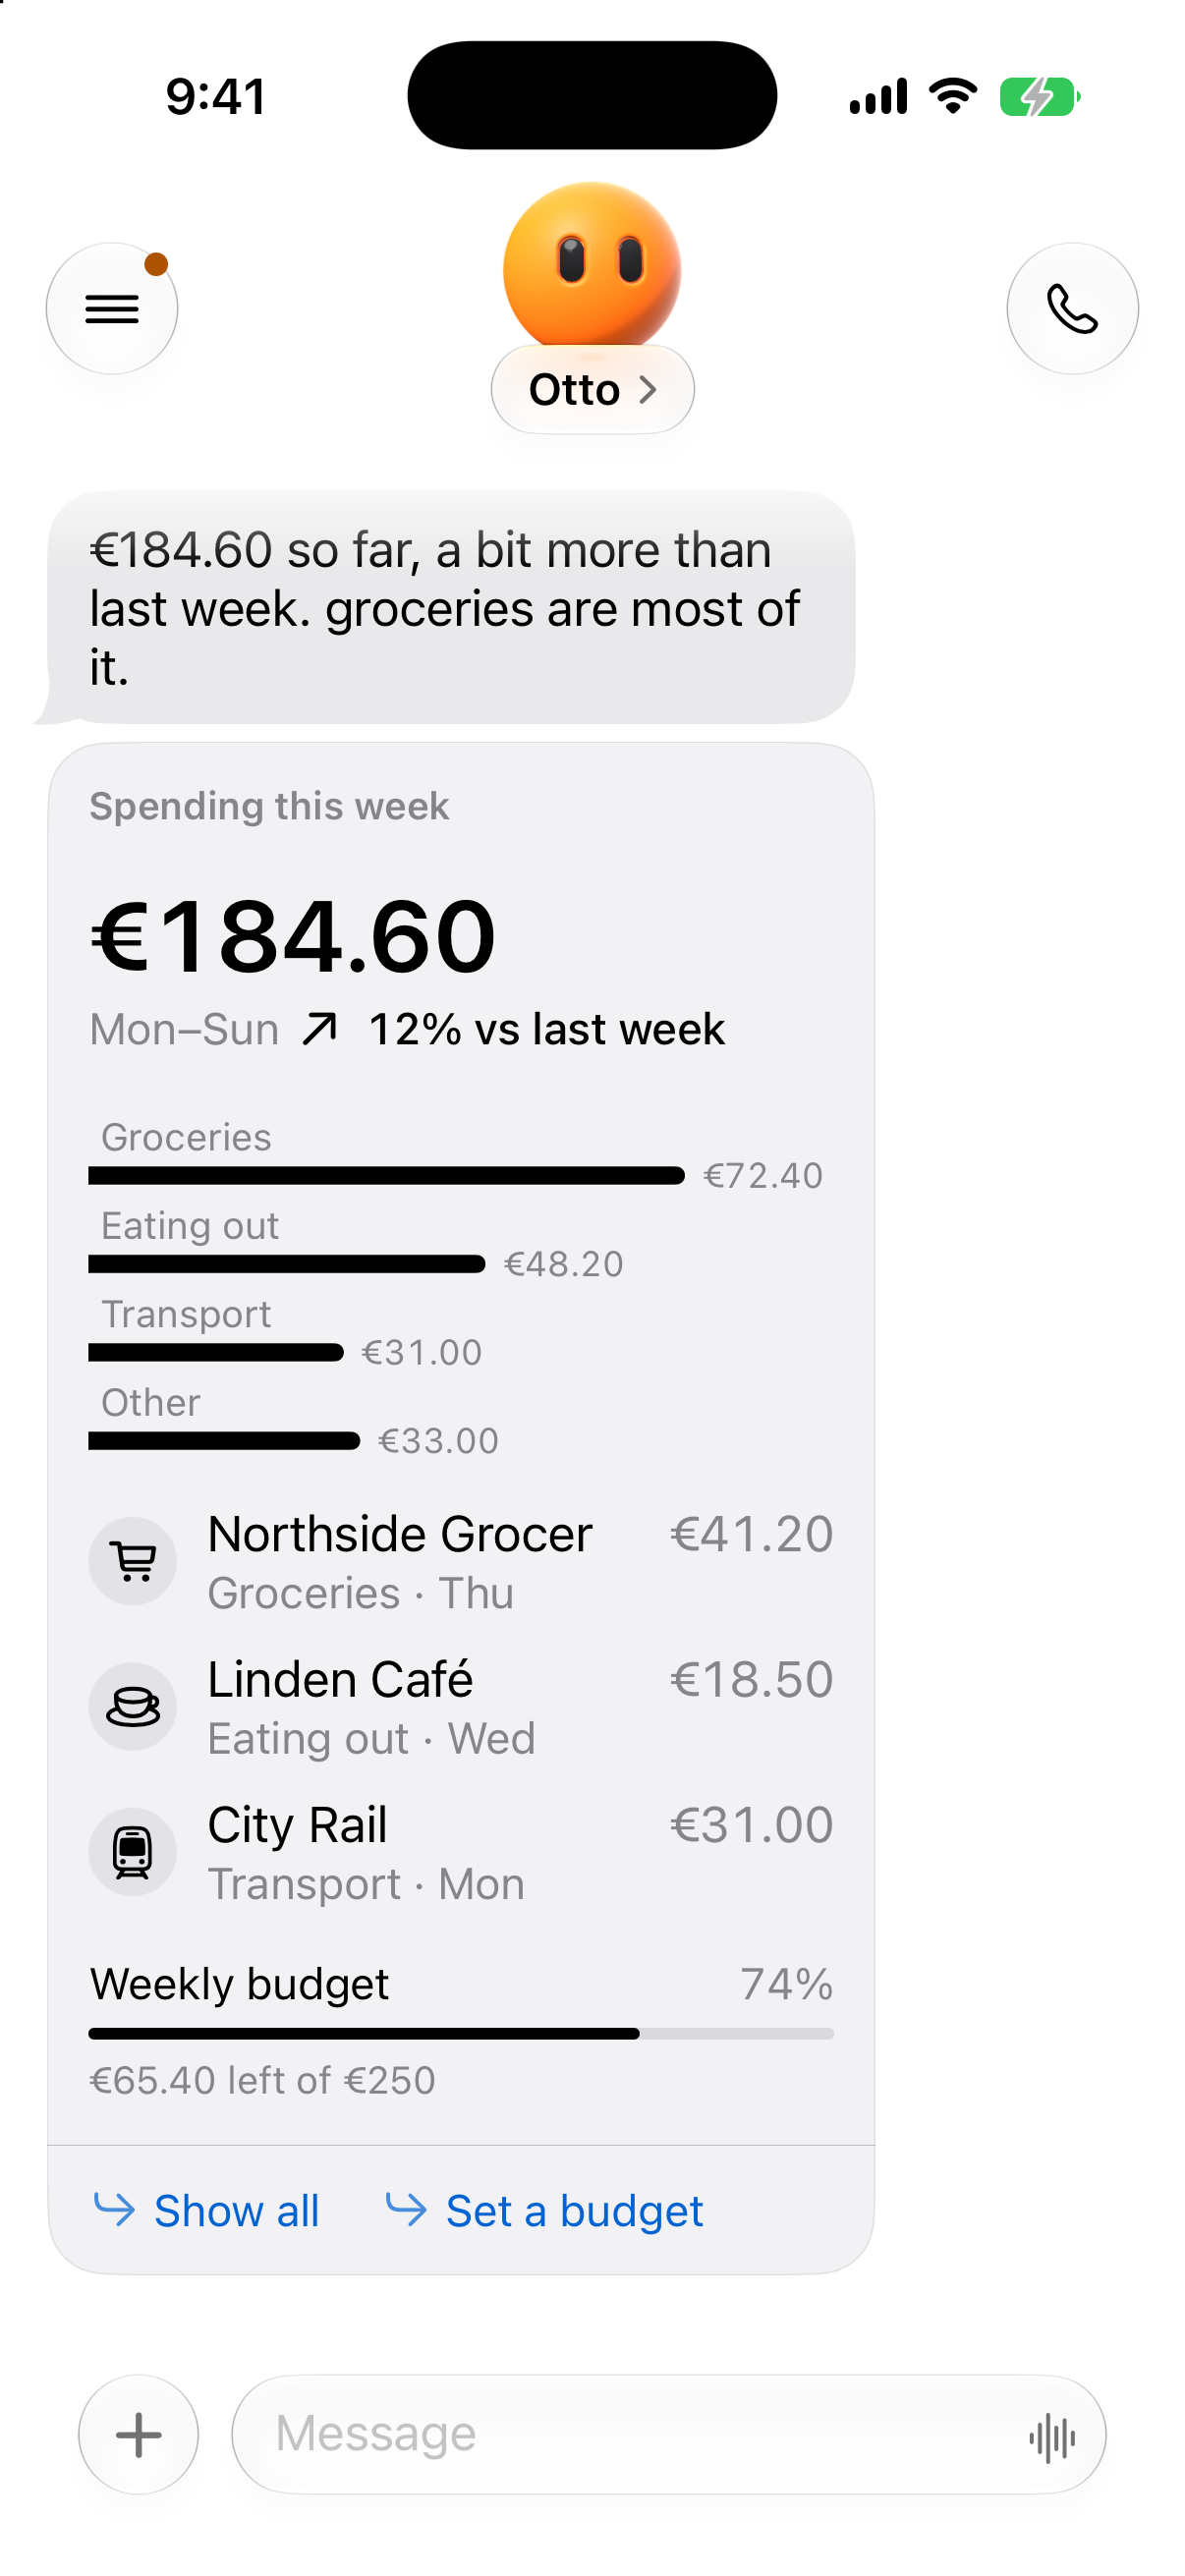 9:41
Otto
€184.60 so far, a bit more than
last week. groceries are most of
it.
Spending this week
€184.60
Mon–Sun 12% vs last week
Groceries
€72.40
Eating out
€48.20
Transport
€31.00
Other
€33.00
Northside Grocer €41.20
Groceries · Thu
Linden Café €18.50
Eating out · Wed
City Rail €31.00
Transport · Mon
Weekly budget 74%
€65.40 left of €250
Show all Set a budget
Message